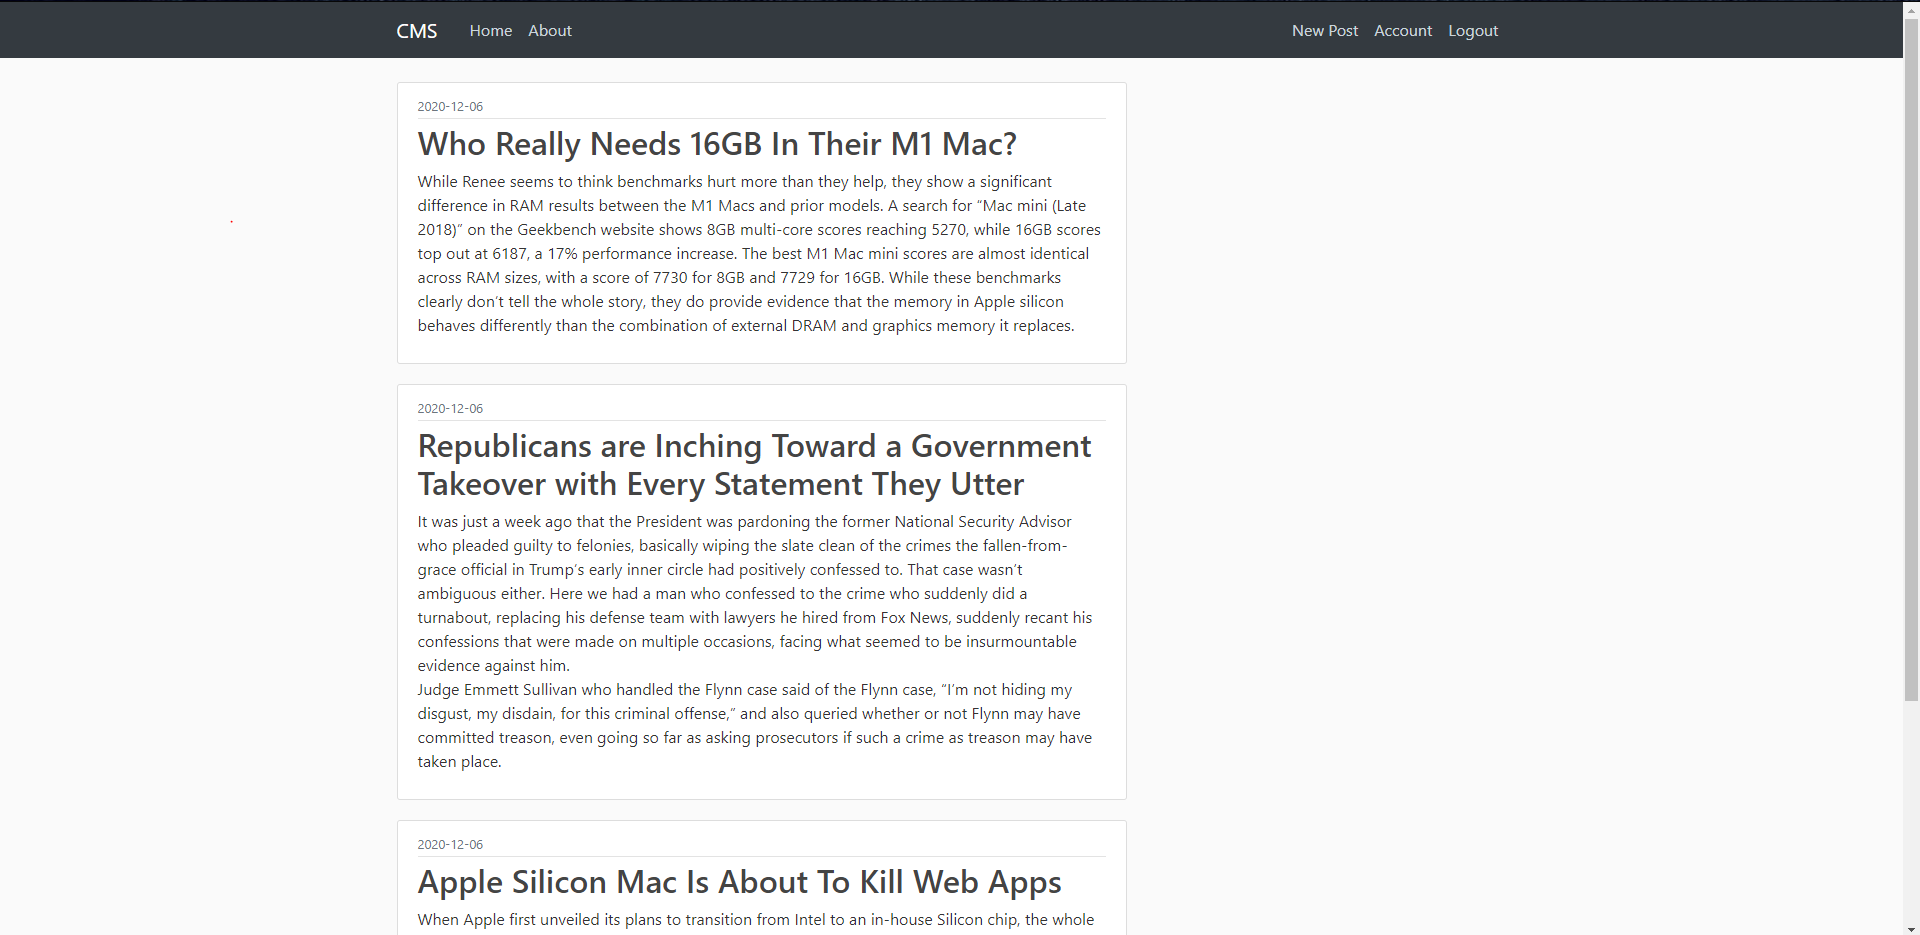 CMS Home About New Post Account Logout
2020-12-06
Who Really Needs 16GB In Their M1 Mac?
While Renee seems to think benchmarks hurt more than they help, they show a significant
difference in RAM results between the M1 Macs and prior models. A search for “Mac mini (Late
2018)” on the Geekbench website shows 8GB multi-core scores reaching 5270, while 16GB scores
top out at 6187, a 17% performance increase. The best M1 Mac mini scores are almost identical
across RAM sizes, with a score of 7730 for 8GB and 7729 for 16GB. While these benchmarks
clearly don’t tell the whole story, they do provide evidence that the memory in Apple silicon
behaves differently than the combination of external DRAM and graphics memory it replaces.
2020-12-06
Republicans are Inching Toward a Government
Takeover with Every Statement They Utter
It was just a week ago that the President was pardoning the former National Security Advisor
who pleaded guilty to felonies, basically wiping the slate clean of the crimes the fallen-from-
grace official in Trump’s early inner circle had positively confessed to. That case wasn’t
ambiguous either. Here we had a man who confessed to the crime who suddenly did a
turnabout, replacing his defense team with lawyers he hired from Fox News, suddenly recant his
confessions that were made on multiple occasions, facing what seemed to be insurmountable
evidence against him.
Judge Emmett Sullivan who handled the Flynn case said of the Flynn case, “I’m not hiding my
disgust, my disdain, for this criminal offense,” and also queried whether or not Flynn may have
committed treason, even going so far as asking prosecutors if such a crime as treason may have
taken place.
2020-12-06
Apple Silicon Mac Is About To Kill Web Apps
When Apple first unveiled its plans to transition from Intel to an in-house Silicon chip, the whole